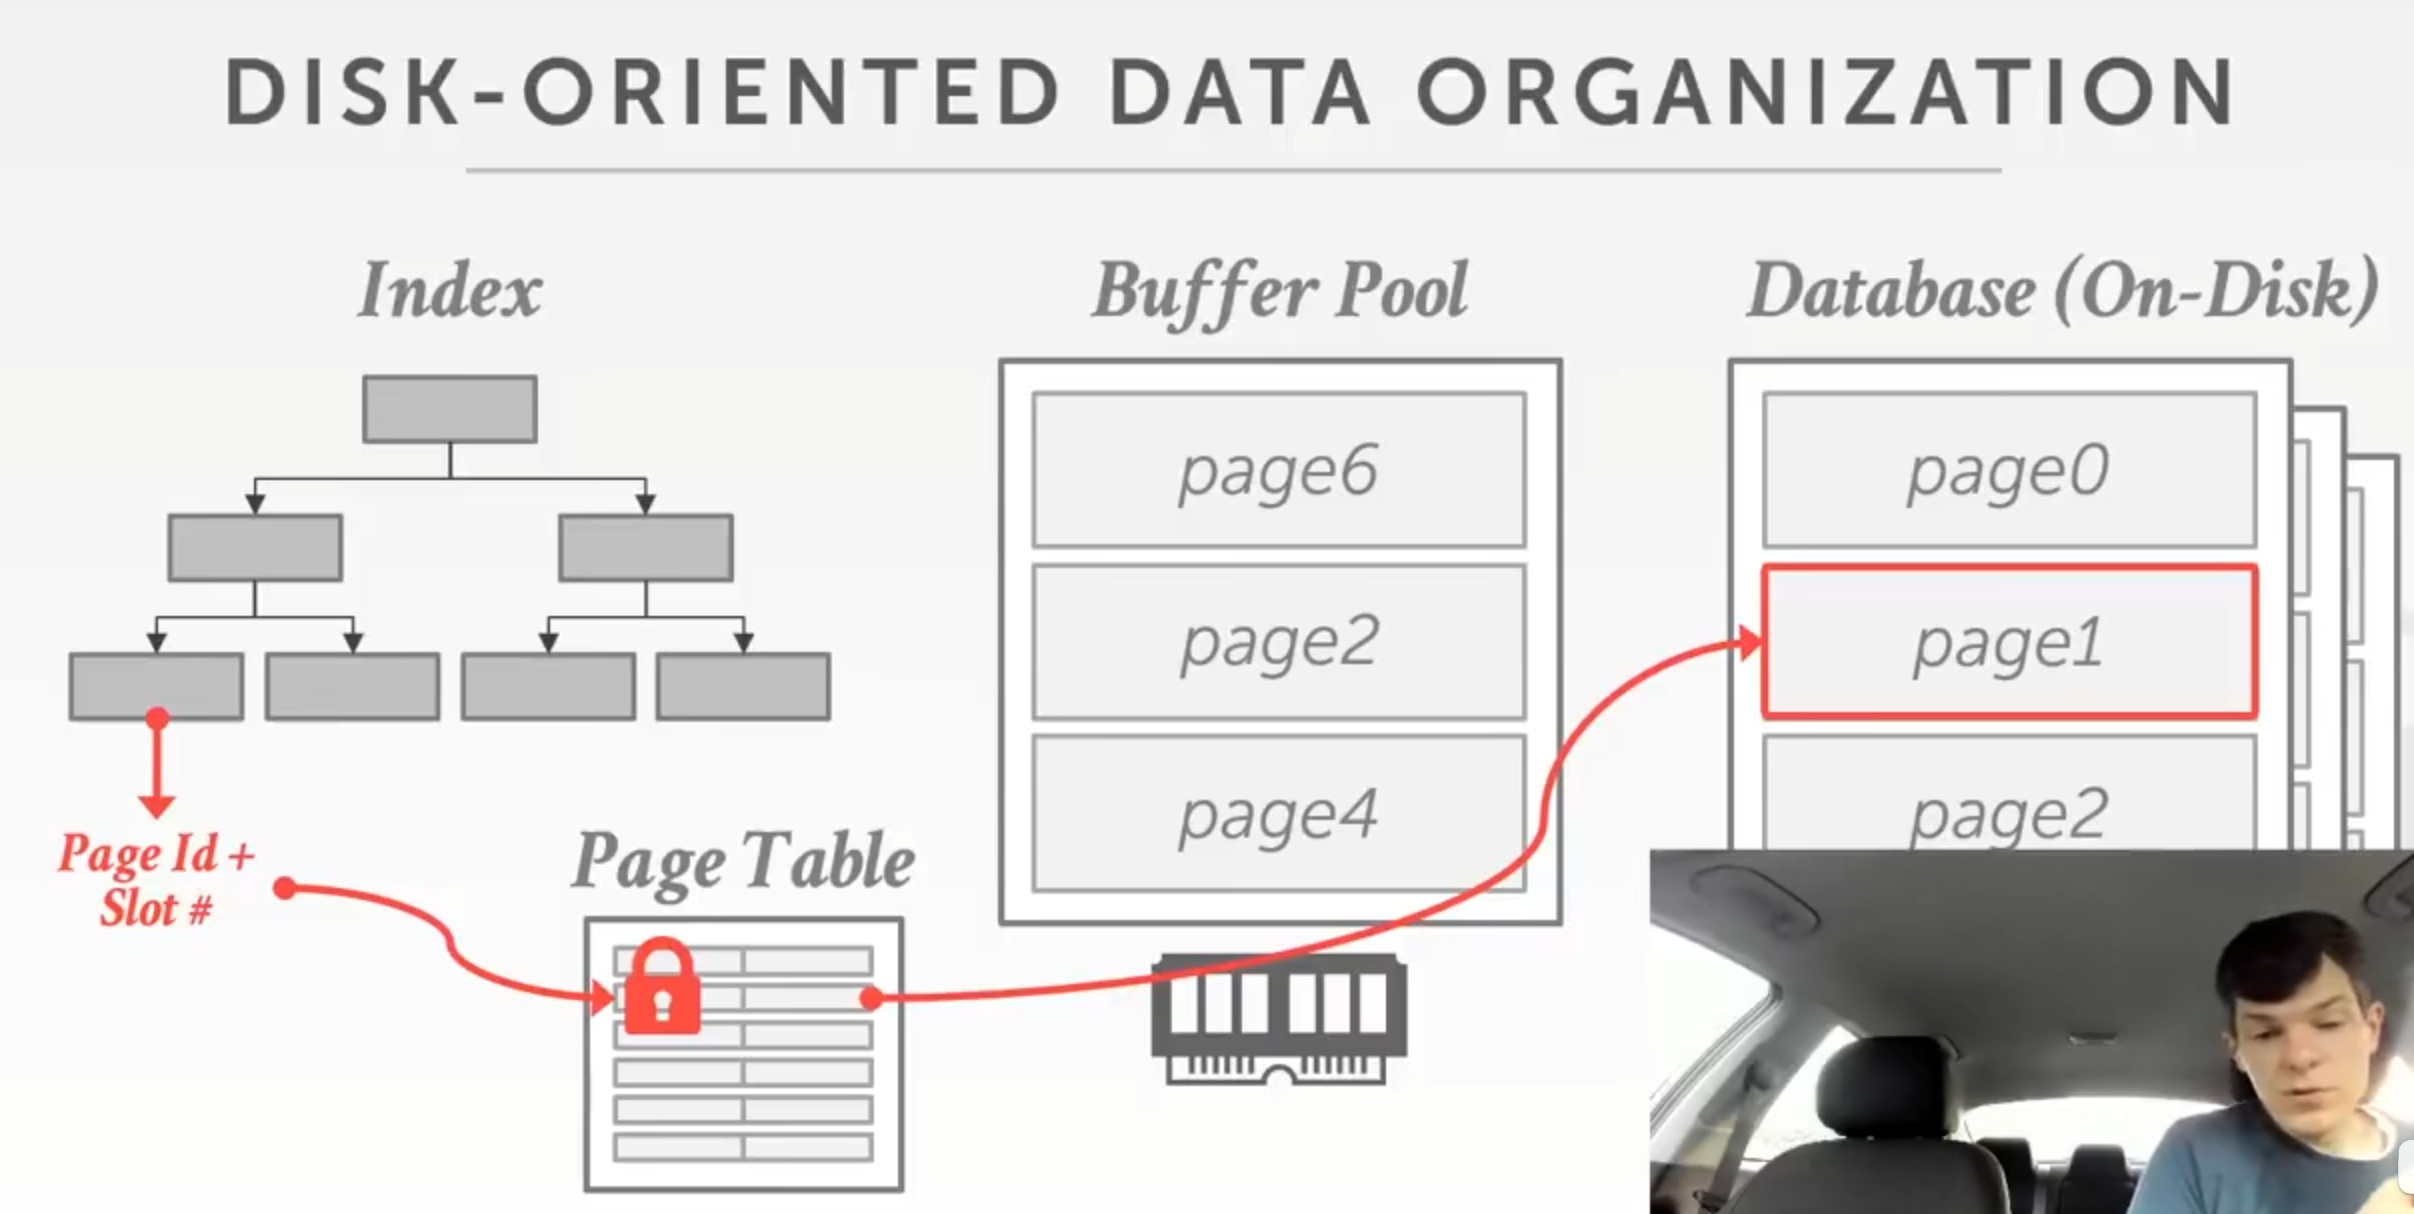 DISK-ORIENTED DATA ORGANIZATION
Index
Buffer Pool
Database (On-Disk)
page6
page2
page4
page0
page1
page2
Page Id +
Slot #
Page Table